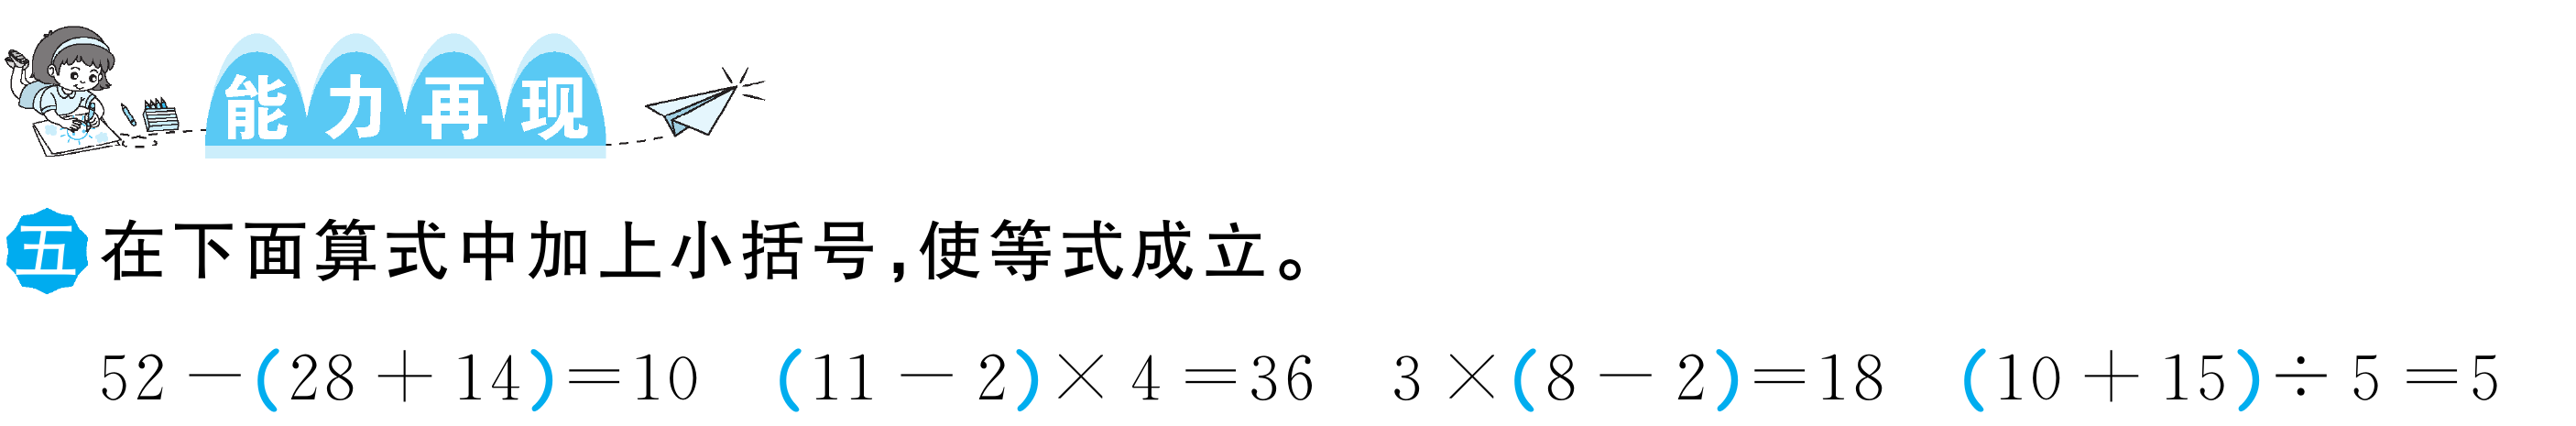 能力再现
五 在下面算式中加上小括号,使等式成立。
52－(28＋14)＝10 (11－2)×4＝36 3×(8－2)＝18 (10＋15)÷5＝5